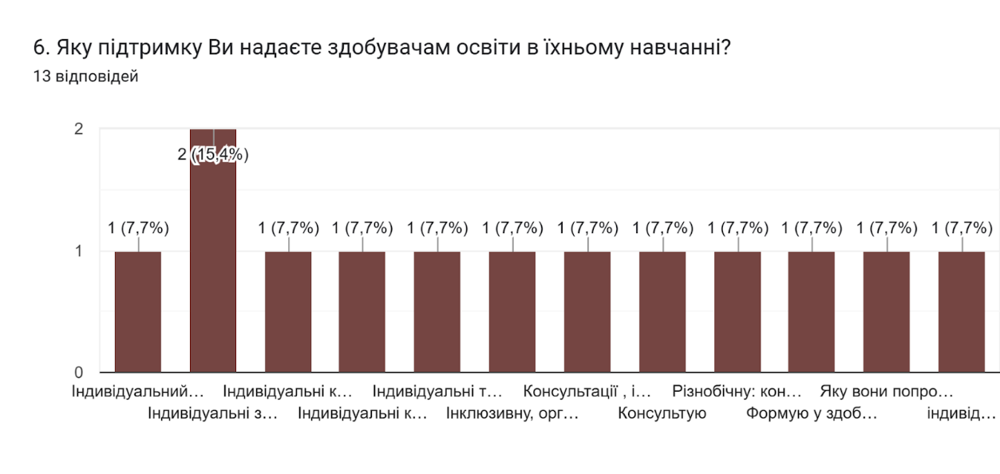 6. Яку підтримку Ви надаєте здобувачам освіти в їхньому навчанні?
13 відповідей
2
2 (15,4%)
1 (7,7%) 1 (7,7%) 1 (7,7%) 1 (7,7%) 1 (7,7%) 1 (7,7%) 1 (7,7%) 1 (7,7%) 1 (7,7%) 1 (7,7%) 1 (7,7%)
1
0
Індивідуальний… Індивідуальні к… Індивідуальні т… Консультації , і… Різнобічну: кон… Яку вони попро…
Індивідуальні з… Індивідуальні к… Інклюзивну, орг… Консультую Формую у здоб… індивід…